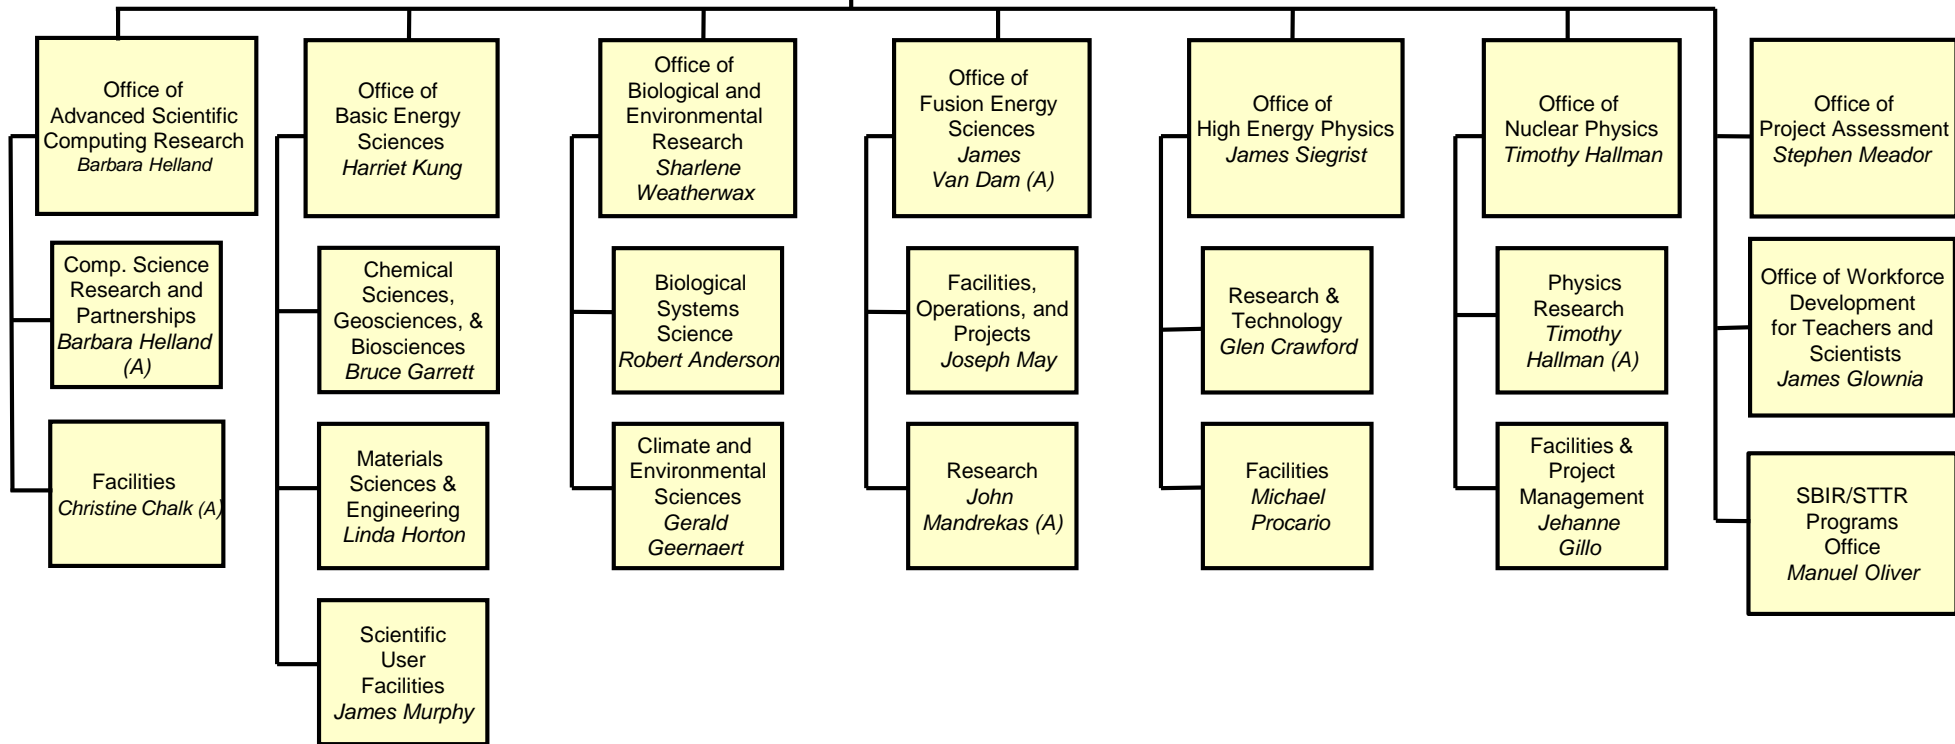 Office of
Advanced Scientific
Computing Research
Barbara Helland
Comp. Science
Research and
Partnerships
Barbara Helland
(A)
Facilities
Christine Chalk (A)
Office of
Basic Energy
Sciences
Harriet Kung
Chemical
Sciences,
Geosciences, &
Biosciences
Bruce Garrett
Materials
Sciences &
Engineering
Linda Horton
Scientific
User
Facilities
James Murphy
Office of
Biological and
Environmental
Research
Sharlene
Weatherwax
Biological
Systems
Science
Robert Anderson
Climate and
Environmental
Sciences
Gerald
Geernaert
Office of
Fusion Energy
Sciences
James
Van Dam (A)
Facilities,
Operations, and
Projects
Joseph May
Research
John
Mandrekas (A)
Office of
High Energy Physics
James Siegrist
Research &
Technology
Glen Crawford
Facilities
Michael
Procario
Office of
Nuclear Physics
Timothy Hallman
Physics
Research
Timothy
Hallman (A)
Facilities &
Project
Management
Jehanne
Gillo
Office of
Project Assessment
Stephen Meador
Office of Workforce
Development
for Teachers and
Scientists
James Glownia
SBIR/STTR
Programs
Office
Manuel Oliver